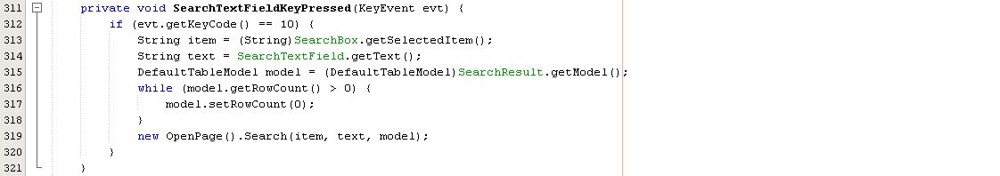 311 private void SearchTextFieldKeyPressed(KeyEvent evt) {
312 if (evt.getKeyCode() == 10) {
313 String item = (String)SearchBox.getSelectedItem();
314 String text = SearchTextField.getText();
315 DefaultTableModel model = (DefaultTableModel)SearchResult.getModel();
316 while (model.getRowCount() > 0) {
317 model.setRowCount(0);
318 }
319 new OpenPage().Search(item, text, model);
320 }
321 }